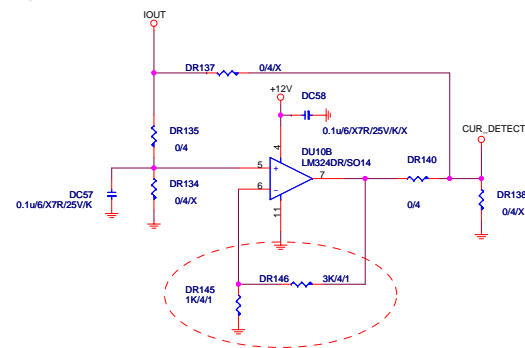 IOUT
DR137 0/4/X
+12V
DC58
0.1u/6/X7R/25V/K/X
CUR_DETECT
DR135
0/4
DU10B
LM324DR/SO14
4
5
+
7
6
-
11
DR140
0/4
DC57
0.1u/6/X7R/25V/K
DR134
0/4/X
DR138
0/4/X
DR146 3K/4/1
DR145
1K/4/1